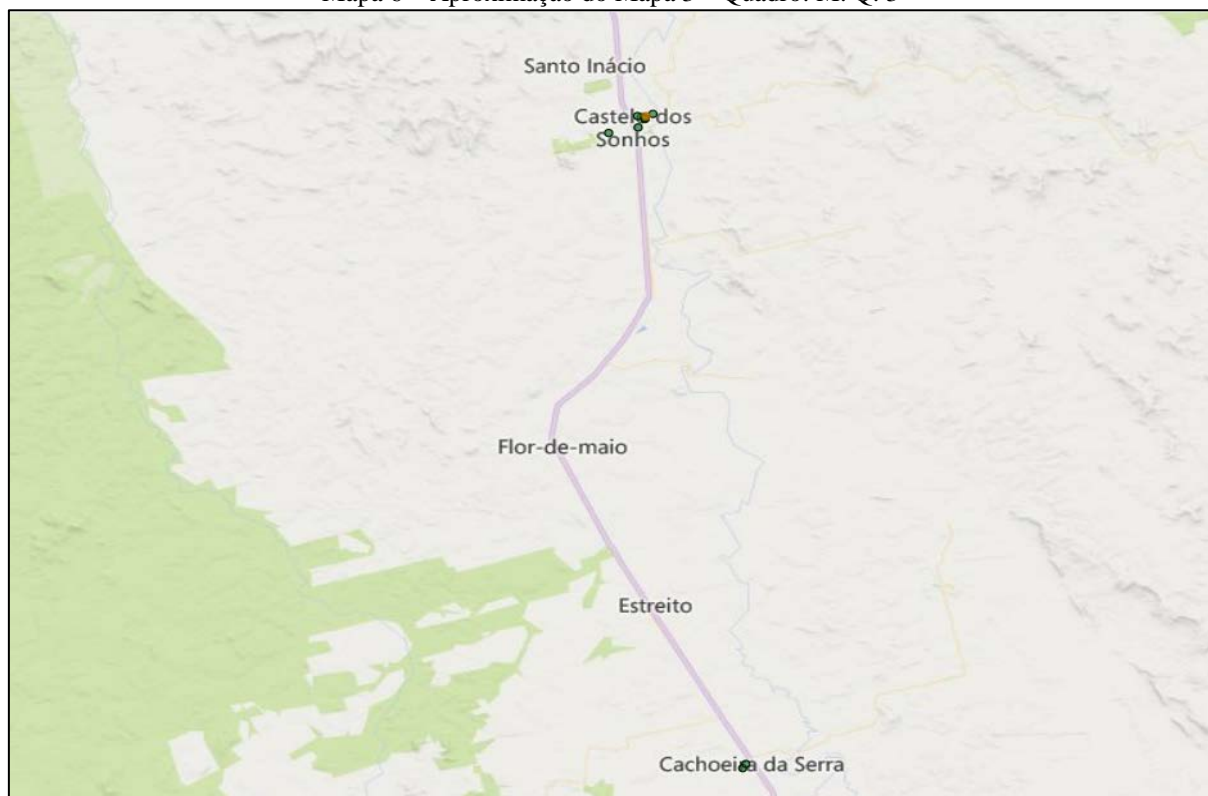 Santo Inácio
Castelo dos
Sonhos
Flor-de-maio
Estreito
Cachoeira da Serra